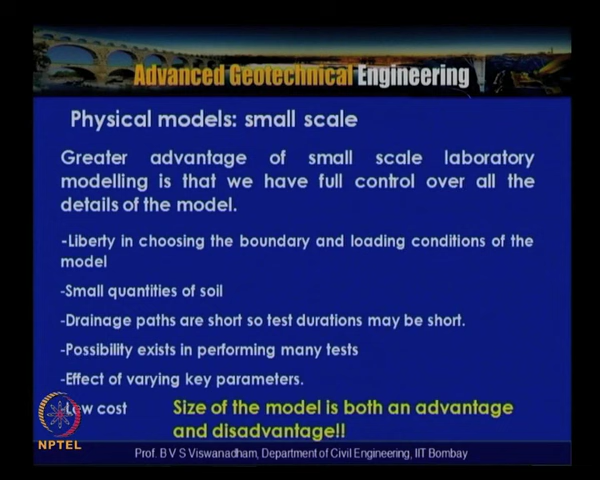 Advanced Geotechnical Engineering
Physical models: small scale
Greater advantage of small scale laboratory
modelling is that we have full control over all the
details of the model.
-Liberty in choosing the boundary and loading conditions of the
model
-Small quantities of soil
-Drainage paths are short so test durations may be short.
-Possibility exists in performing many tests
-Effect of varying key parameters.
-Low cost
Size of the model is both an advantage
and disadvantage!!
NPTEL
Prof. B V S Viswanadham, Department of Civil Engineering, IIT Bombay